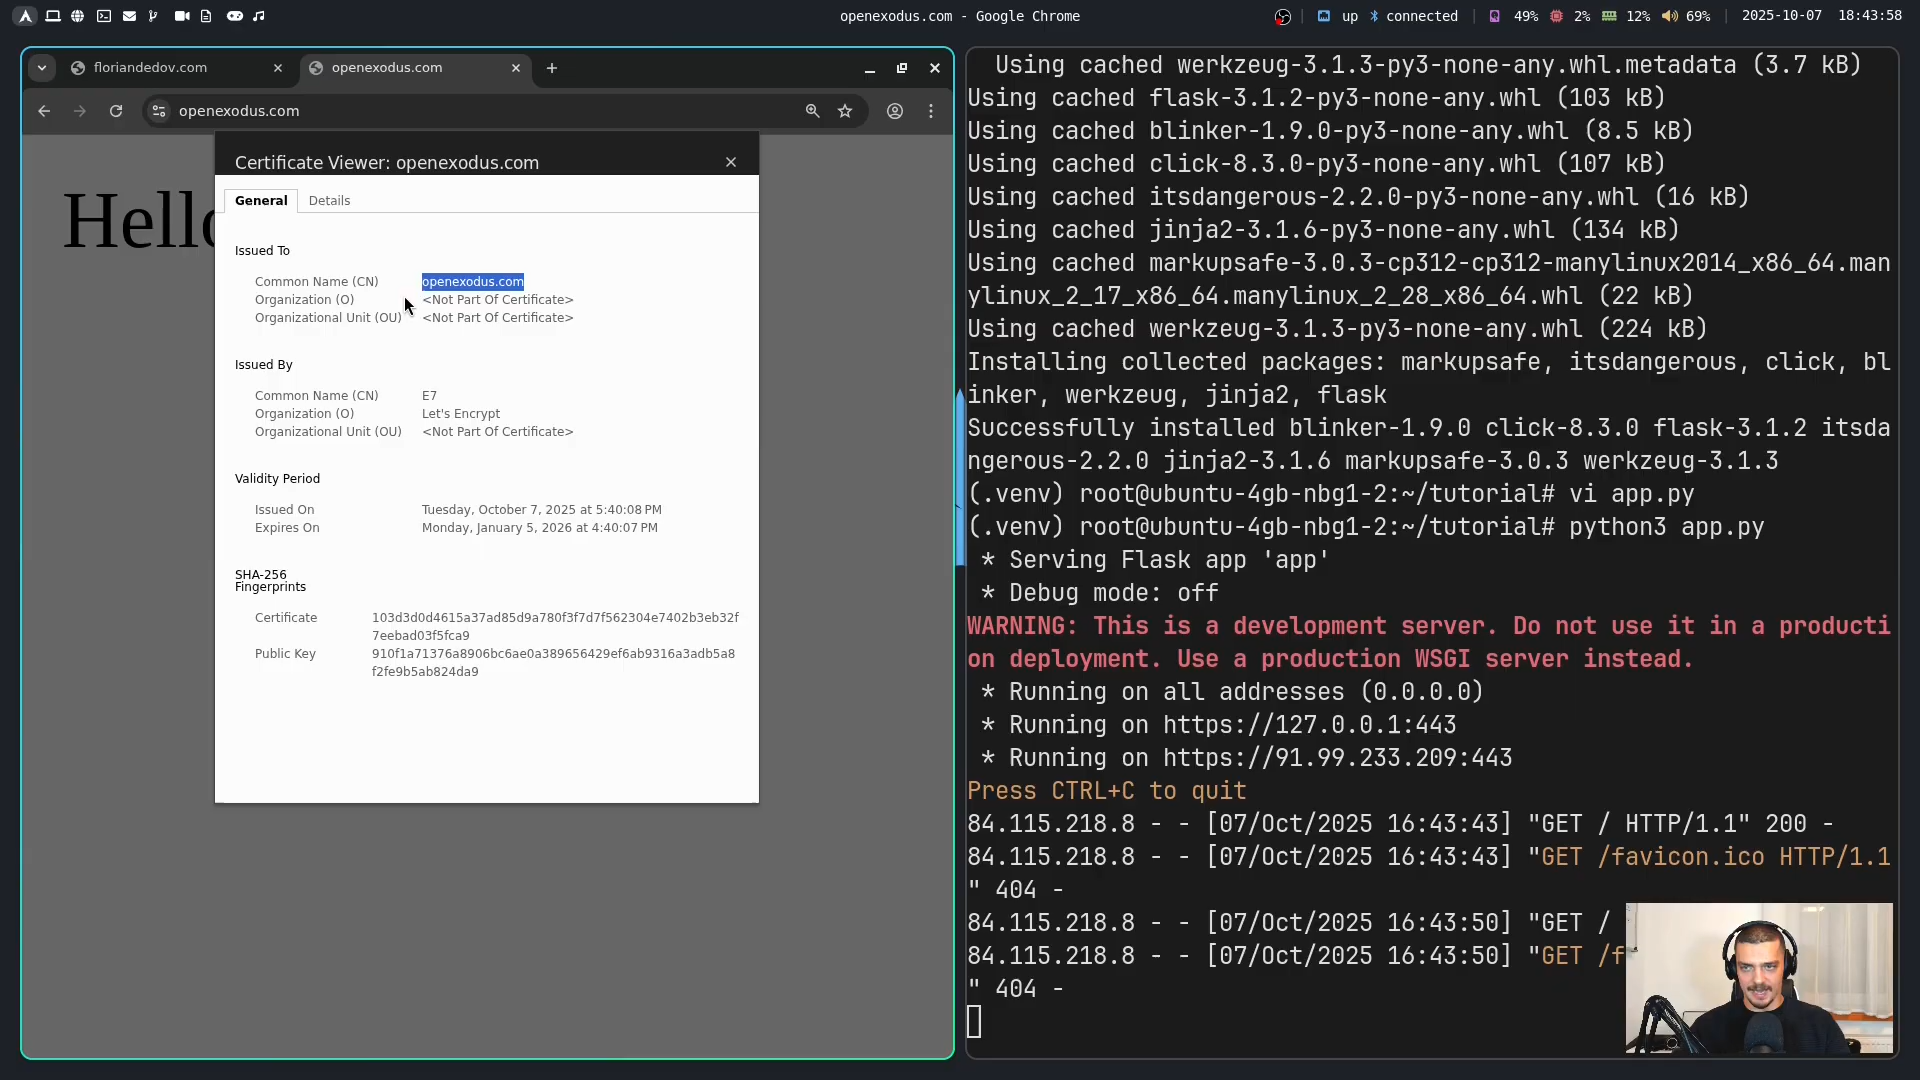 openexodus.com - Google Chrome
up
connected
49%
2%
12%
69%
2025-10-07 18:43:58
floriandedov.com
openexodus.com
openexodus.com
Hello
Certificate Viewer: openexodus.com
General
Details
Issued To
Common Name (CN) openexodus.com
Organization (O) <Not Part Of Certificate>
Organizational Unit (OU) <Not Part Of Certificate>
Issued By
Common Name (CN) E7
Organization (O) Let's Encrypt
Organizational Unit (OU) <Not Part Of Certificate>
Validity Period
Issued On Tuesday, October 7, 2025 at 5:40:08 PM
Expires On Monday, January 5, 2026 at 4:40:07 PM
SHA-256
Fingerprints
Certificate 103d3d0d4615a37ad85d9a780f3f7d7f562304e7402b3eb32f
7eebad03f5fca9
Public Key 910f1a71376a8906bc6ae0a389656429ef6ab9316a3adb5a8
f2fe9b5ab824da9
Using cached werkzeug-3.1.3-py3-none-any.whl.metadata (3.7 kB)
Using cached flask-3.1.2-py3-none-any.whl (103 kB)
Using cached blinker-1.9.0-py3-none-any.whl (8.5 kB)
Using cached click-8.3.0-py3-none-any.whl (107 kB)
Using cached itsdangerous-2.2.0-py3-none-any.whl (16 kB)
Using cached jinja2-3.1.6-py3-none-any.whl (134 kB)
Using cached markupsafe-3.0.3-cp312-cp312-manylinux2014_x86_64.man
ylinux_2_17_x86_64.manylinux_2_28_x86_64.whl (22 kB)
Using cached werkzeug-3.1.3-py3-none-any.whl (224 kB)
Installing collected packages: markupsafe, itsdangerous, click, bl
inker, werkzeug, jinja2, flask
Successfully installed blinker-1.9.0 click-8.3.0 flask-3.1.2 itsda
ngerous-2.2.0 jinja2-3.1.6 markupsafe-3.0.3 werkzeug-3.1.3
(.venv) root@ubuntu-4gb-nbg1-2:~/tutorial# vi app.py
(.venv) root@ubuntu-4gb-nbg1-2:~/tutorial# python3 app.py
* Serving Flask app 'app'
* Debug mode: off
WARNING: This is a development server. Do not use it in a producti
on deployment. Use a production WSGI server instead.
* Running on all addresses (0.0.0.0)
* Running on https://127.0.0.1:443
* Running on https://91.99.233.209:443
Press CTRL+C to quit
84.115.218.8 - - [07/Oct/2025 16:43:43] "GET / HTTP/1.1" 200 -
84.115.218.8 - - [07/Oct/2025 16:43:43] "GET /favicon.ico HTTP/1.1
" 404 -
84.115.218.8 - - [07/Oct/2025 16:43:50] "GET /
84.115.218.8 - - [07/Oct/2025 16:43:50] "GET /f
" 404 -